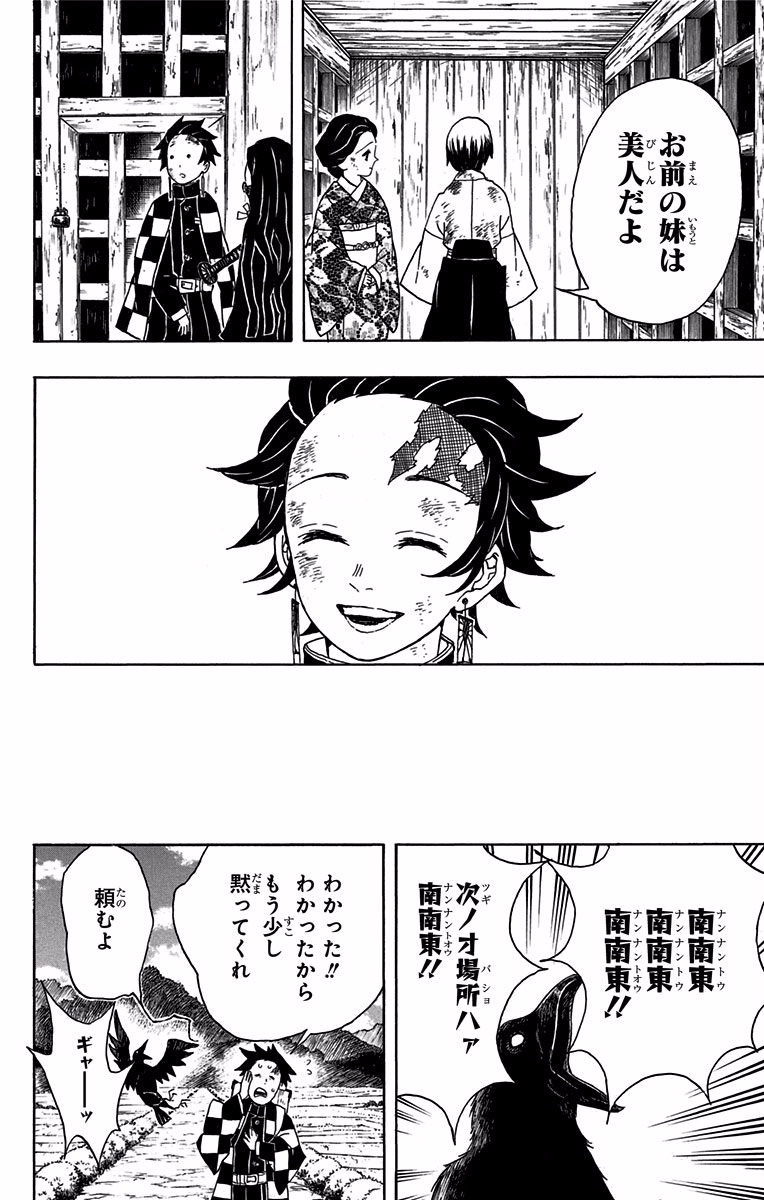 お前の妹は
美人だよ
南南東
南南東
南南東!!
次ノォ場所ハァ
南南東!!
わかった!!
わかったから
もう少し
黙ってくれ
頼むよ
ギャーーッ